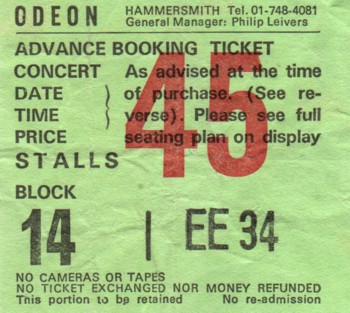 ODEON HAMMERSMITH Tel. 01-748-4081
General Manager: Philip Leivers
ADVANCE BOOKING TICKET
CONCERT As advised at the time
DATE } of purchase. (See re-
TIME verse). Please see full
PRICE seating plan on display
45
STALLS
BLOCK
14 | EE 34
NO CAMERAS OR TAPES
NO TICKET EXCHANGED NOR MONEY REFUNDED
This portion to be retained No re-admission